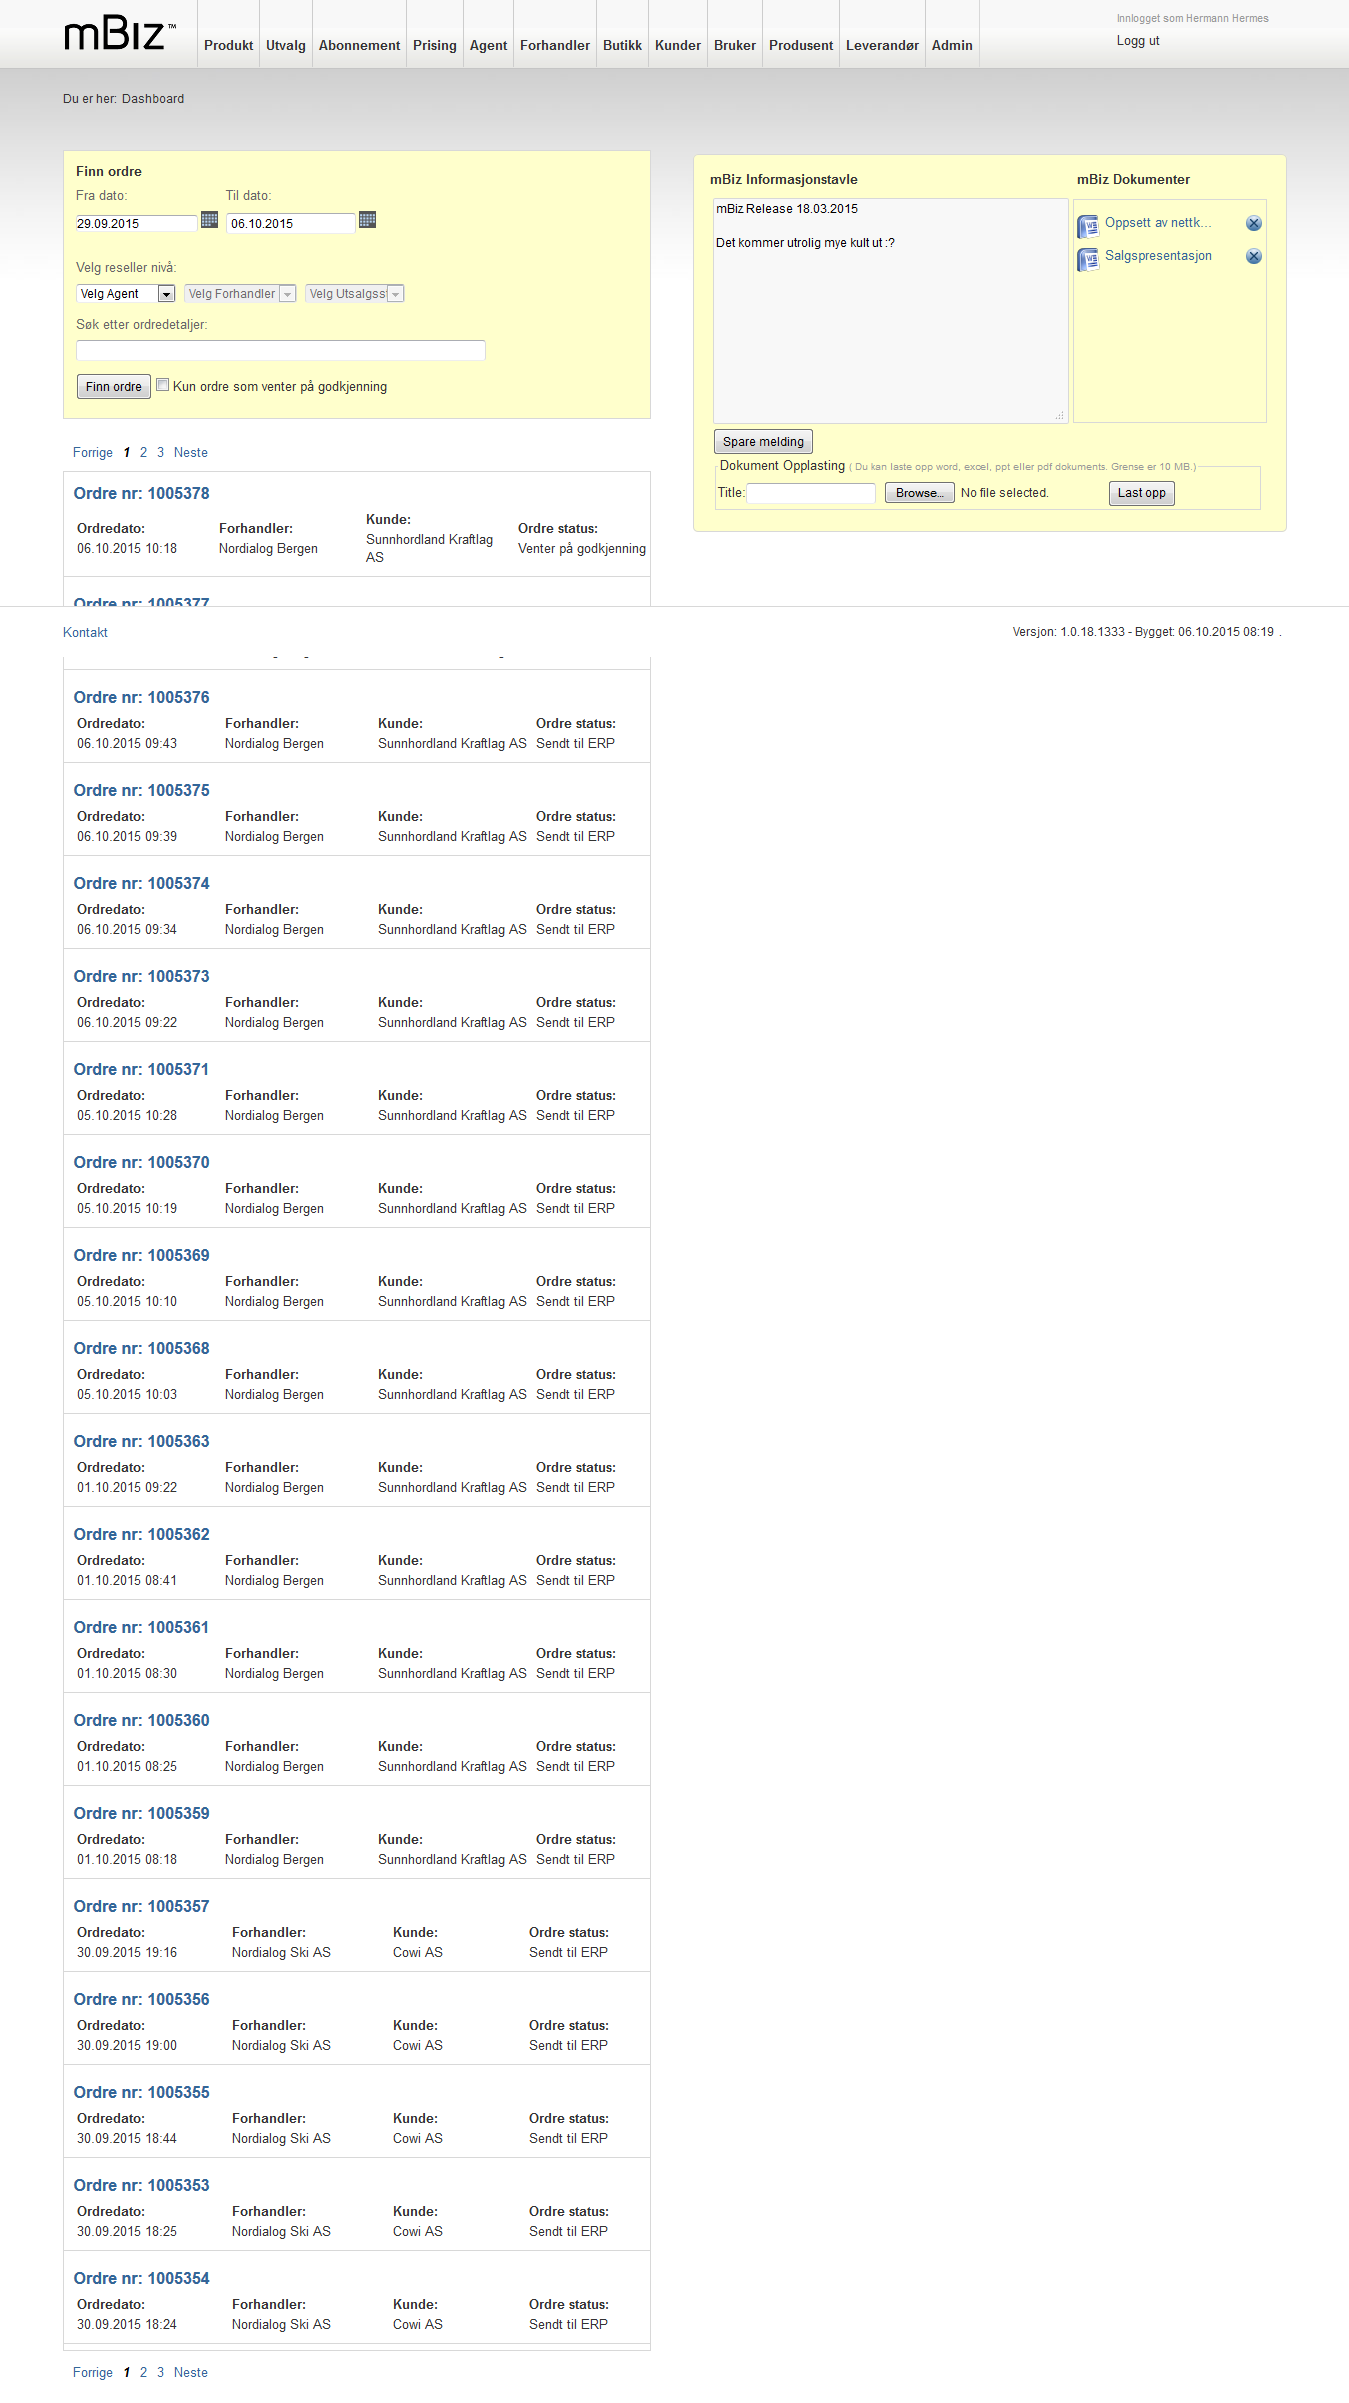 mBiz™
Produkt Utvalg Abonnement Prising Agent Forhandler Butikk Kunder Bruker Produsent Leverandør Admin
Innlogget som Hermann Hermes
Logg ut
Du er her: Dashboard
Finn ordre
Fra dato: Til dato:
29.09.2015 06.10.2015
Velg reseller nivå:
Velg Agent Velg Forhandler Velg Utsalgss
Søk etter ordredetaljer:
Finn ordre Kun ordre som venter på godkjenning
mBiz Informasjonstavle mBiz Dokumenter
mBiz Release 18.03.2015
Det kommer utrolig mye kult ut :?
Oppsett av nettk...
Salgspresentasjon
Spare melding
Dokument Opplasting ( Du kan laste opp word, excel, ppt eller pdf dokuments. Grense er 10 MB.)
Title: Browse... No file selected. Last opp
Forrige 1 2 3 Neste
Ordre nr: 1005378
Ordredato: Forhandler: Kunde: Ordre status:
06.10.2015 10:18 Nordialog Bergen Sunnhordland Kraftlag AS Venter på godkjenning
Ordre nr: 1005377
Kontakt Versjon: 1.0.18.1333 - Bygget: 06.10.2015 08:19 .
Ordre nr: 1005376
Ordredato: Forhandler: Kunde: Ordre status:
06.10.2015 09:43 Nordialog Bergen Sunnhordland Kraftlag AS Sendt til ERP
Ordre nr: 1005375
Ordredato: Forhandler: Kunde: Ordre status:
06.10.2015 09:39 Nordialog Bergen Sunnhordland Kraftlag AS Sendt til ERP
Ordre nr: 1005374
Ordredato: Forhandler: Kunde: Ordre status:
06.10.2015 09:34 Nordialog Bergen Sunnhordland Kraftlag AS Sendt til ERP
Ordre nr: 1005373
Ordredato: Forhandler: Kunde: Ordre status:
06.10.2015 09:22 Nordialog Bergen Sunnhordland Kraftlag AS Sendt til ERP
Ordre nr: 1005371
Ordredato: Forhandler: Kunde: Ordre status:
05.10.2015 10:28 Nordialog Bergen Sunnhordland Kraftlag AS Sendt til ERP
Ordre nr: 1005370
Ordredato: Forhandler: Kunde: Ordre status:
05.10.2015 10:19 Nordialog Bergen Sunnhordland Kraftlag AS Sendt til ERP
Ordre nr: 1005369
Ordredato: Forhandler: Kunde: Ordre status:
05.10.2015 10:10 Nordialog Bergen Sunnhordland Kraftlag AS Sendt til ERP
Ordre nr: 1005368
Ordredato: Forhandler: Kunde: Ordre status:
05.10.2015 10:03 Nordialog Bergen Sunnhordland Kraftlag AS Sendt til ERP
Ordre nr: 1005363
Ordredato: Forhandler: Kunde: Ordre status:
01.10.2015 09:22 Nordialog Bergen Sunnhordland Kraftlag AS Sendt til ERP
Ordre nr: 1005362
Ordredato: Forhandler: Kunde: Ordre status:
01.10.2015 08:41 Nordialog Bergen Sunnhordland Kraftlag AS Sendt til ERP
Ordre nr: 1005361
Ordredato: Forhandler: Kunde: Ordre status:
01.10.2015 08:30 Nordialog Bergen Sunnhordland Kraftlag AS Sendt til ERP
Ordre nr: 1005360
Ordredato: Forhandler: Kunde: Ordre status:
01.10.2015 08:25 Nordialog Bergen Sunnhordland Kraftlag AS Sendt til ERP
Ordre nr: 1005359
Ordredato: Forhandler: Kunde: Ordre status:
01.10.2015 08:18 Nordialog Bergen Sunnhordland Kraftlag AS Sendt til ERP
Ordre nr: 1005357
Ordredato: Forhandler: Kunde: Ordre status:
30.09.2015 19:16 Nordialog Ski AS Cowi AS Sendt til ERP
Ordre nr: 1005356
Ordredato: Forhandler: Kunde: Ordre status:
30.09.2015 19:00 Nordialog Ski AS Cowi AS Sendt til ERP
Ordre nr: 1005355
Ordredato: Forhandler: Kunde: Ordre status:
30.09.2015 18:44 Nordialog Ski AS Cowi AS Sendt til ERP
Ordre nr: 1005353
Ordredato: Forhandler: Kunde: Ordre status:
30.09.2015 18:25 Nordialog Ski AS Cowi AS Sendt til ERP
Ordre nr: 1005354
Ordredato: Forhandler: Kunde: Ordre status:
30.09.2015 18:24 Nordialog Ski AS Cowi AS Sendt til ERP
Forrige 1 2 3 Neste